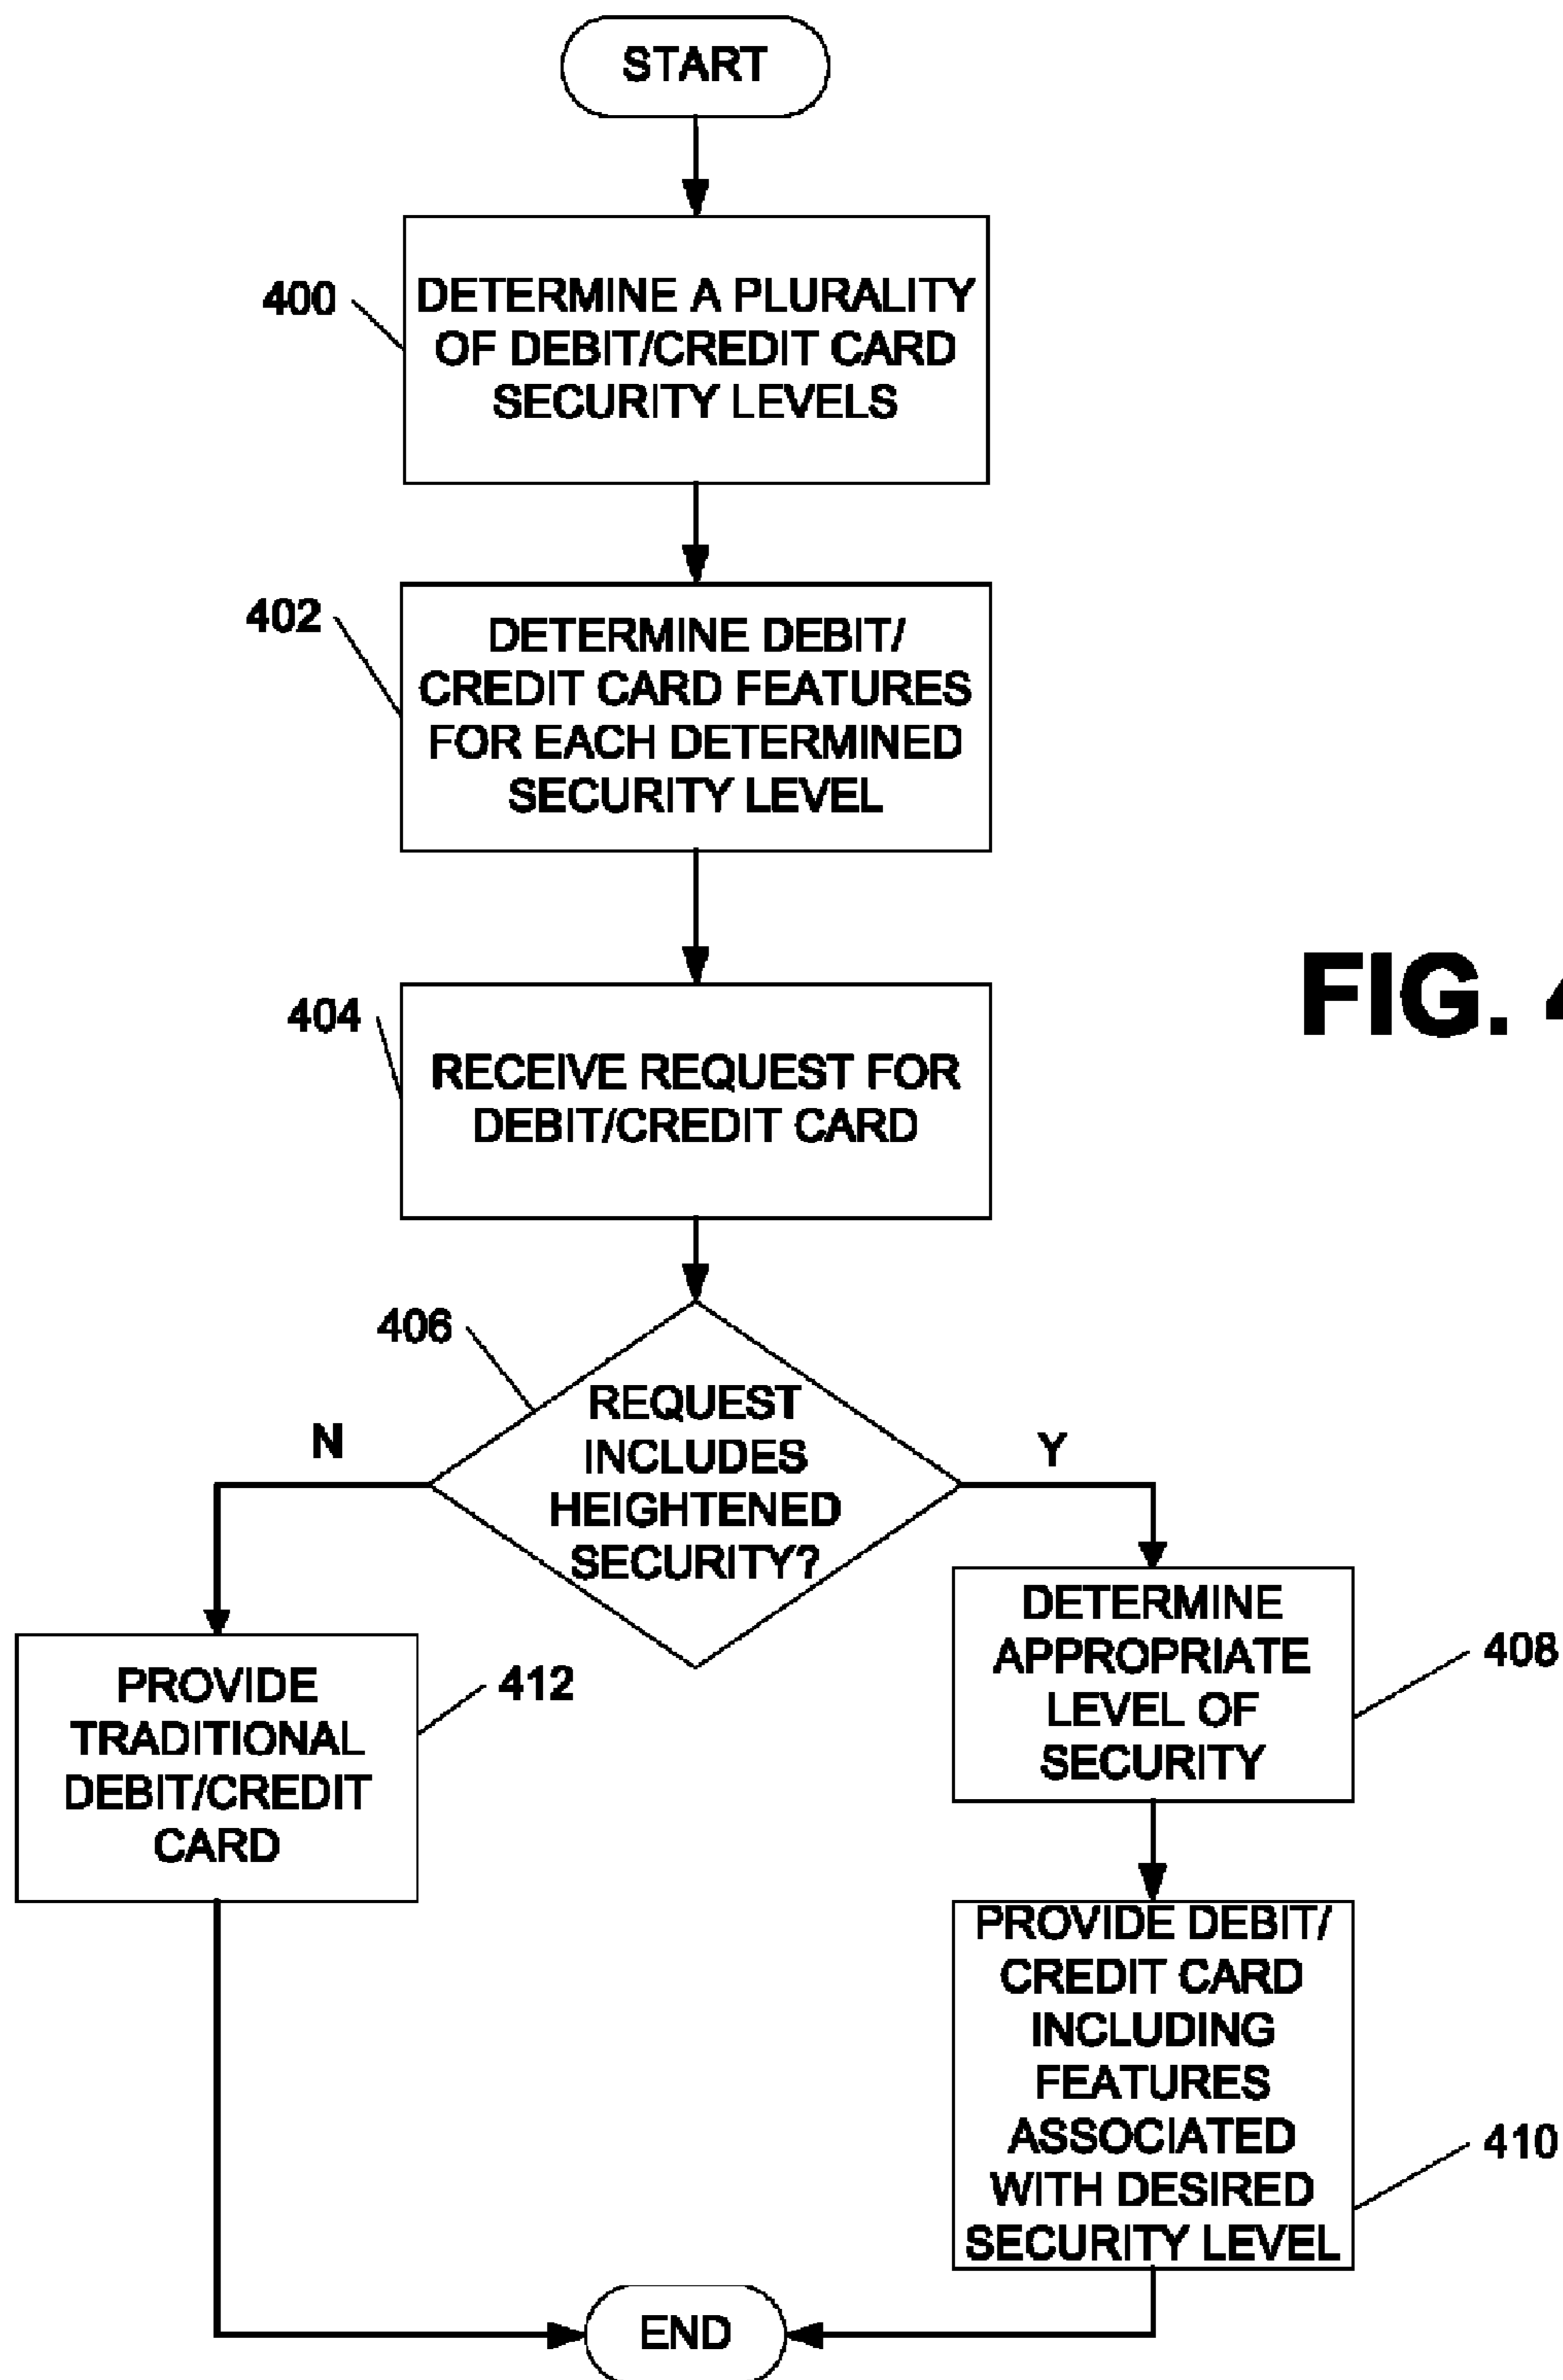 START
400
DETERMINE A PLURALITY
OF DEBIT/CREDIT CARD
SECURITY LEVELS
402
DETERMINE DEBIT/
CREDIT CARD FEATURES
FOR EACH DETERMINED
SECURITY LEVEL
FIG. 4
404
RECEIVE REQUEST FOR
DEBIT/CREDIT CARD
406
REQUEST
INCLUDES
HEIGHTENED
SECURITY?
N
Y
412
PROVIDE
TRADITIONAL
DEBIT/CREDIT
CARD
DETERMINE
APPROPRIATE
LEVEL OF
SECURITY
408
PROVIDE DEBIT/
CREDIT CARD
INCLUDING
FEATURES
ASSOCIATED
WITH DESIRED
SECURITY LEVEL
410
END